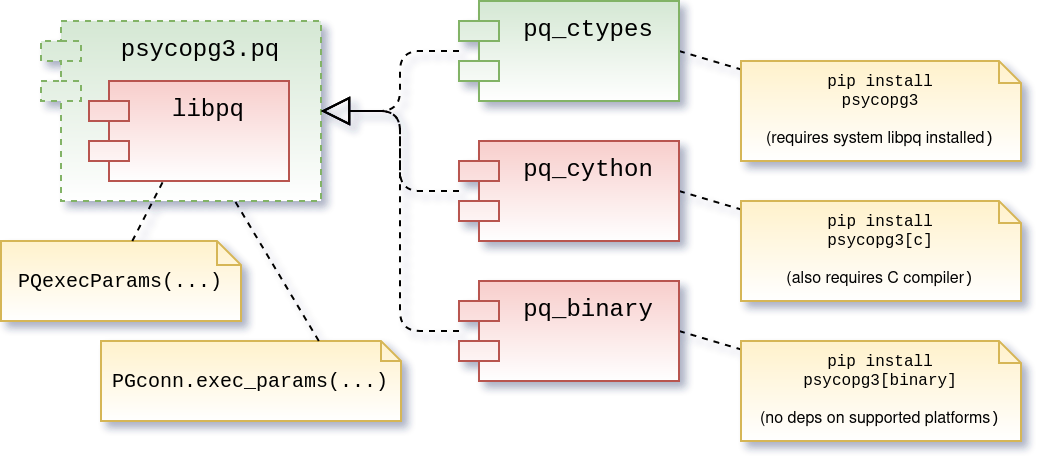 psycopg3.pq
libpq
PQexecParams(...)
PGconn.exec_params(...)
pq_ctypes
pip install
psycopg3
(requires system libpq installed)
pq_cython
pip install
psycopg3[c]
(also requires C compiler)
pq_binary
pip install
psycopg3[binary]
(no deps on supported platforms)